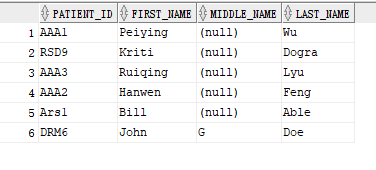 PATIENT_ID FIRST_NAME MIDDLE_NAME LAST_NAME
1 AAA1 Peiying (null) Wu
2 RSD9 Kriti (null) Dogra
3 AAA3 Ruiqing (null) Lyu
4 AAA2 Hanwen (null) Feng
5 Ars1 Bill (null) Able
6 DRM6 John G Doe